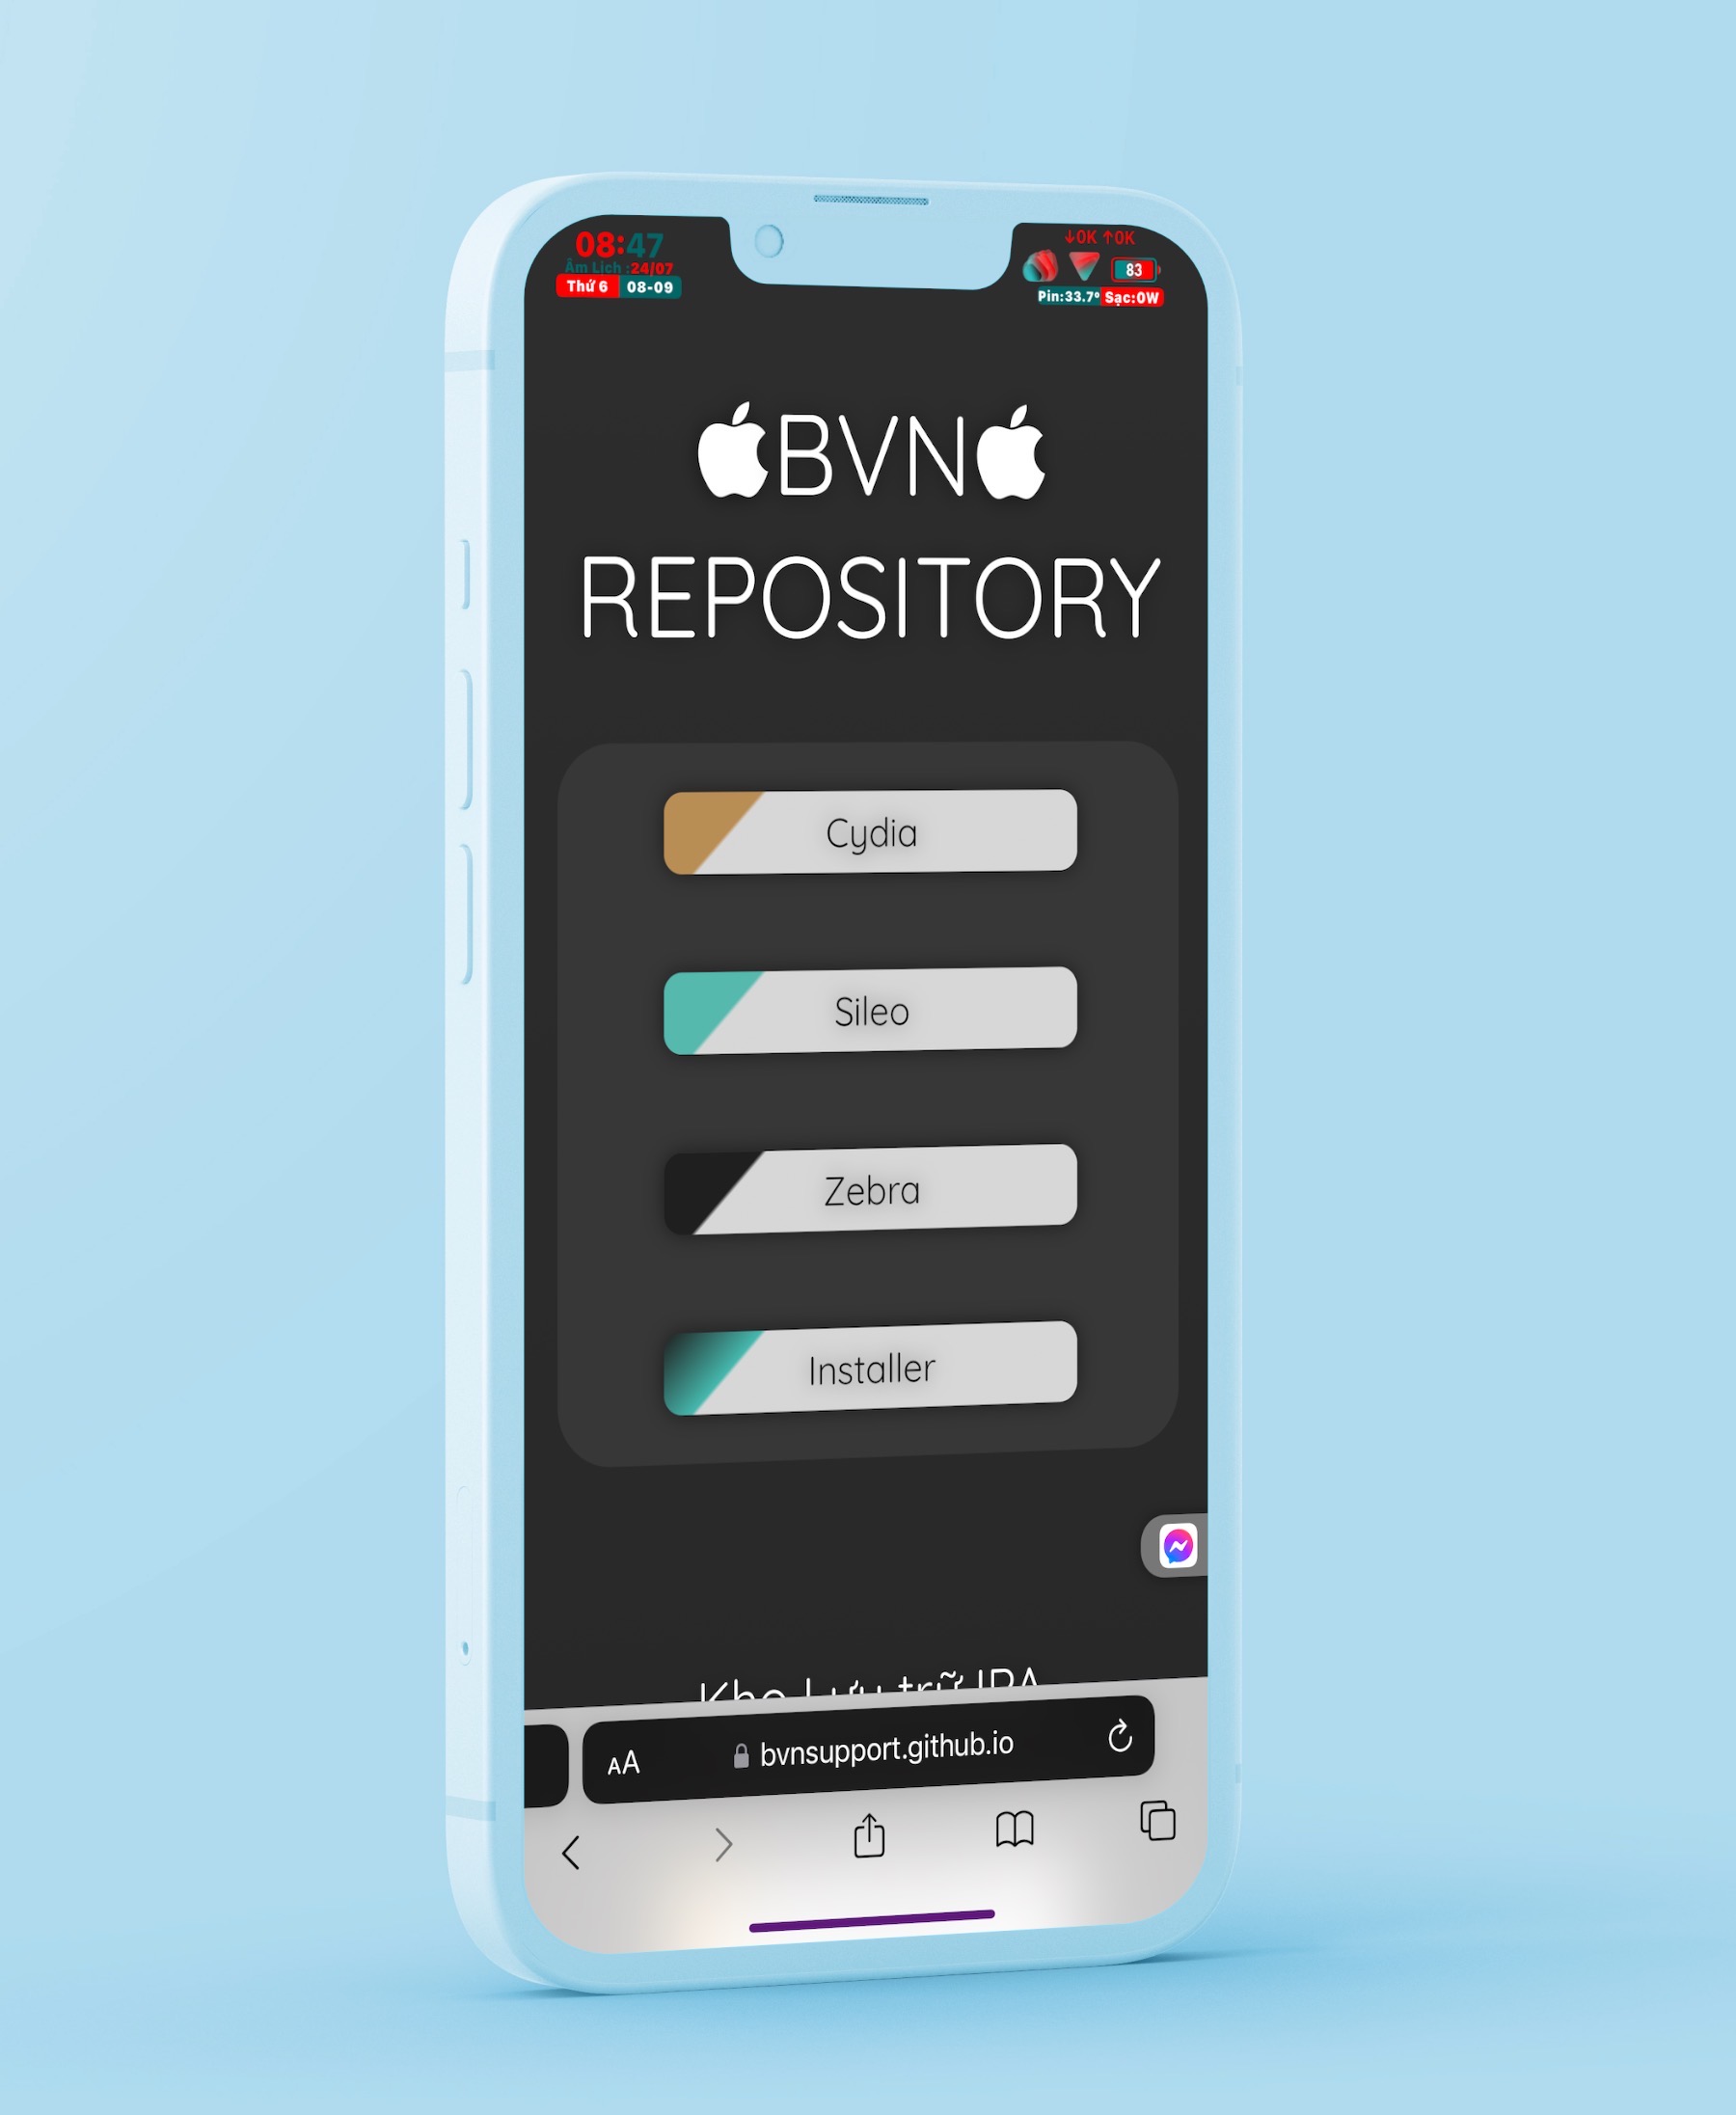 08:47
Âm Lịch :24/07
Thứ 6 08-09
↓0K ↑0K
83
Pin:33.7° Sạc:0W
BVN
REPOSITORY
Cydia
Sileo
Zebra
Installer
Kho Lưu trữ IPA
AA bvnsupport.github.io